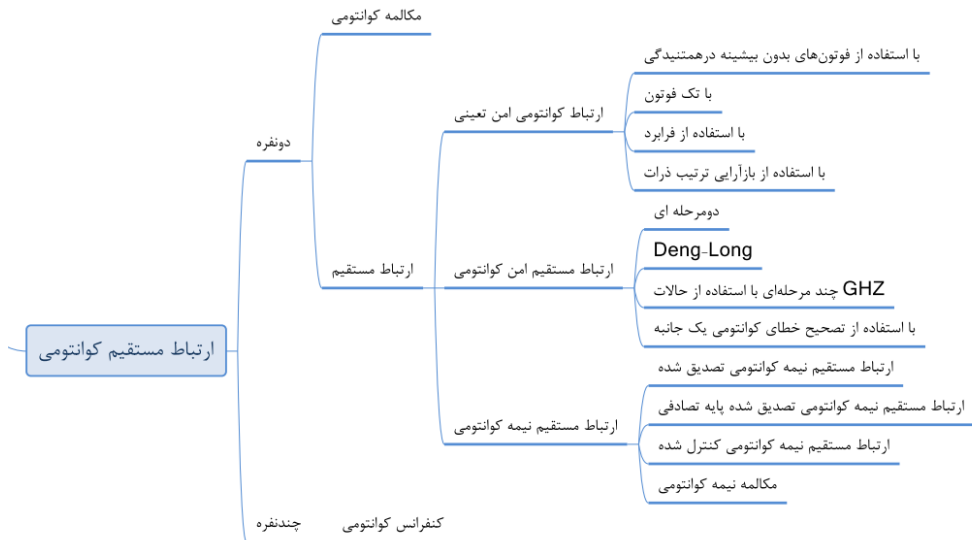 ارتباط مستقیم کوانتومی
دونفره
مکالمه کوانتومی
ارتباط مستقیم
ارتباط کوانتومی امن تعینی
با استفاده از فوتون‌های بدون بیشینه درهمتنیدگی
با تک فوتون
با استفاده از فرابرد
با استفاده از بازآرایی ترتیب ذرات
ارتباط مستقیم امن کوانتومی
دومرحله ای
Deng-Long
چند مرحله‌ای با استفاده از حالات GHZ
با استفاده از تصحیح خطای کوانتومی یک جانبه
ارتباط مستقیم نیمه کوانتومی
ارتباط مستقیم نیمه کوانتومی تصدیق شده
ارتباط مستقیم نیمه کوانتومی تصدیق شده پایه تصادفی
ارتباط مستقیم نیمه کوانتومی کنترل شده
مکالمه نیمه کوانتومی
چندنفره
کنفرانس کوانتومی